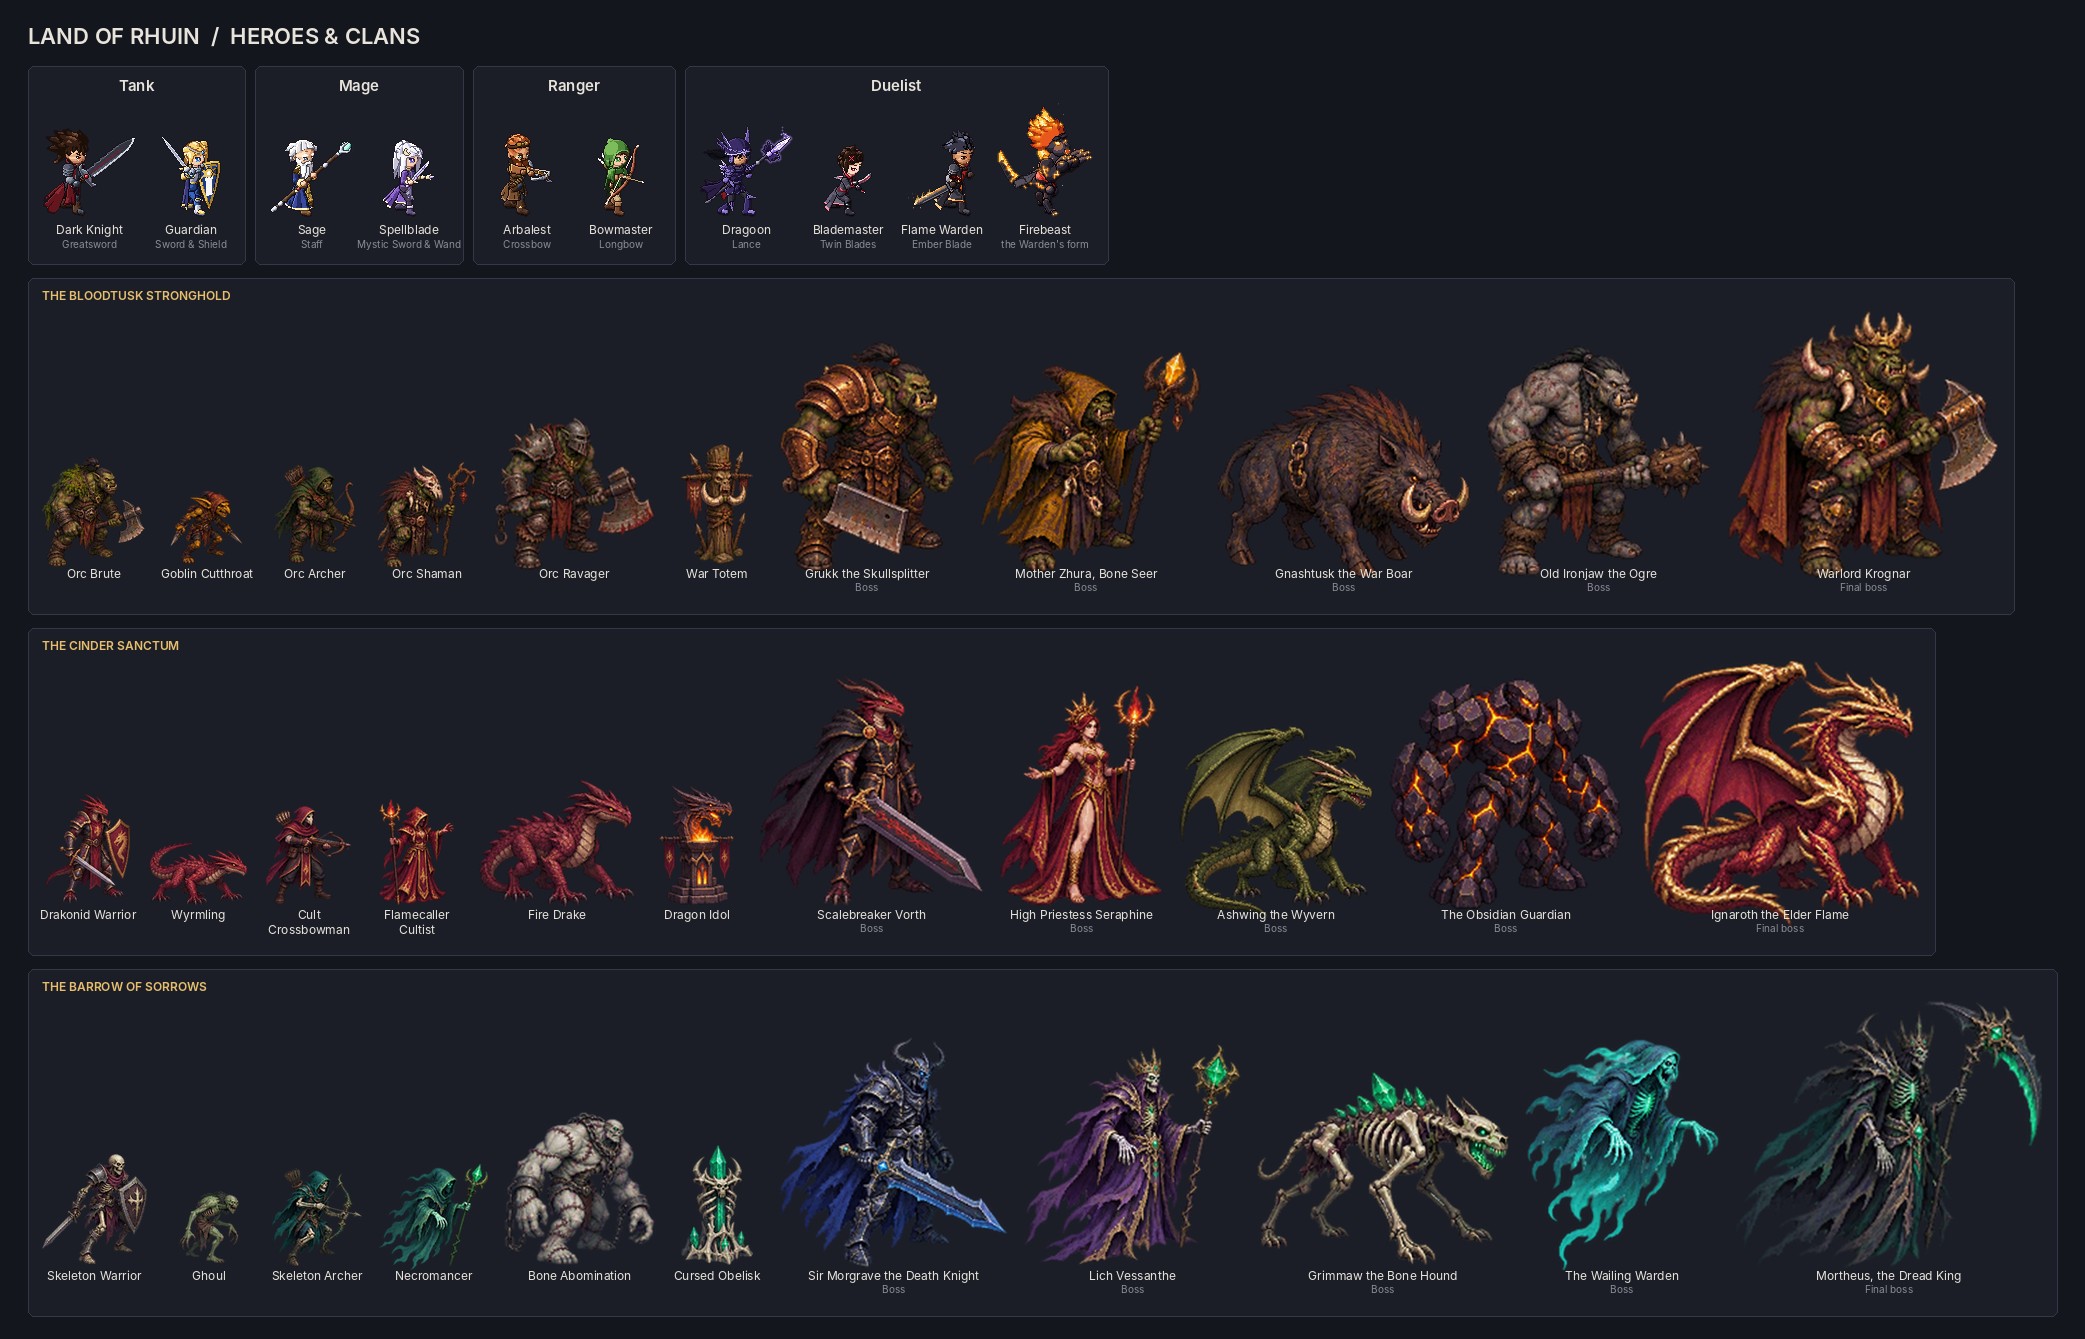 LAND OF RHUIN / HEROES & CLANS
Tank
Dark Knight
Greatsword
Guardian
Sword & Shield
Mage
Sage
Staff
Spellblade
Mystic Sword & Wand
Ranger
Arbalest
Crossbow
Bowmaster
Longbow
Duelist
Dragoon
Lance
Blademaster
Twin Blades
Flame Warden
Ember Blade
Firebeast
the Warden's form
THE BLOODTUSK STRONGHOLD
Orc Brute
Goblin Cutthroat
Orc Archer
Orc Shaman
Orc Ravager
War Totem
Grukk the Skullsplitter
Boss
Mother Zhura, Bone Seer
Boss
Gnashtusk the War Boar
Boss
Old Ironjaw the Ogre
Boss
Warlord Krognar
Final boss
THE CINDER SANCTUM
Drakonid Warrior
Wyrmling
Cult
Crossbowman
Flamecaller
Cultist
Fire Drake
Dragon Idol
Scalebreaker Vorth
Boss
High Priestess Seraphine
Boss
Ashwing the Wyvern
Boss
The Obsidian Guardian
Boss
Ignaroth the Elder Flame
Final boss
THE BARROW OF SORROWS
Skeleton Warrior
Ghoul
Skeleton Archer
Necromancer
Bone Abomination
Cursed Obelisk
Sir Morgrave the Death Knight
Boss
Lich Vessanthe
Boss
Grimmaw the Bone Hound
Boss
The Wailing Warden
Boss
Mortheus, the Dread King
Final boss